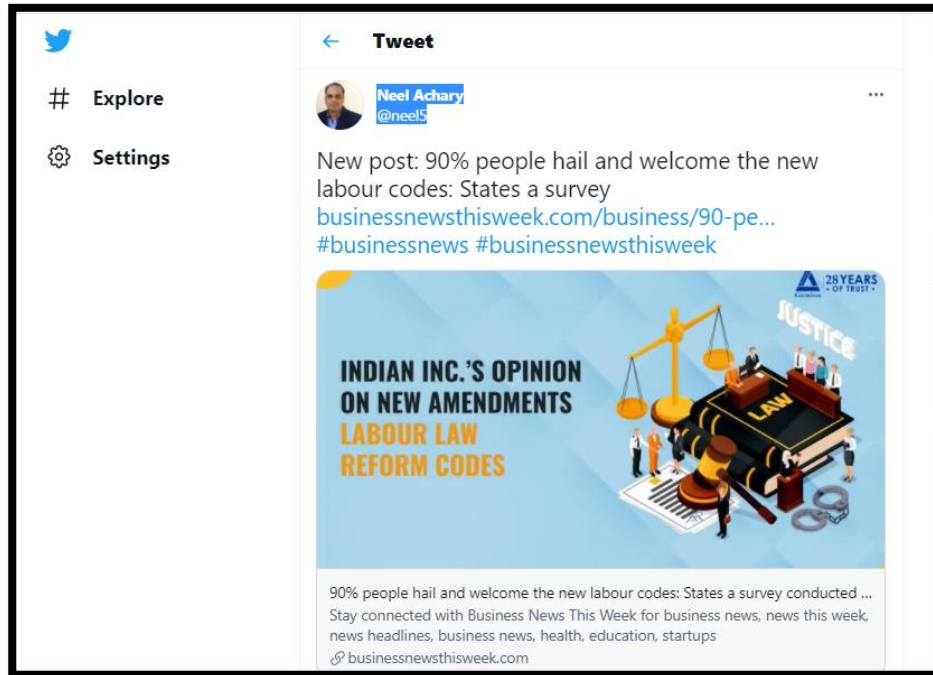 Tweet
# Explore
Settings
Neel Achary
@neel5
New post: 90% people hail and welcome the new
labour codes: States a survey
businessnewsthisweek.com/business/90-pe...
#businessnews #businessnewsthisweek
28 YEARS
• OF TRUST •
JUSTICE
INDIAN INC.'S OPINION
ON NEW AMENDMENTS
LABOUR LAW
REFORM CODES
LAW
90% people hail and welcome the new labour codes: States a survey conducted ...
Stay connected with Business News This Week for business news, news this week,
news headlines, business news, health, education, startups
businessnewsthisweek.com